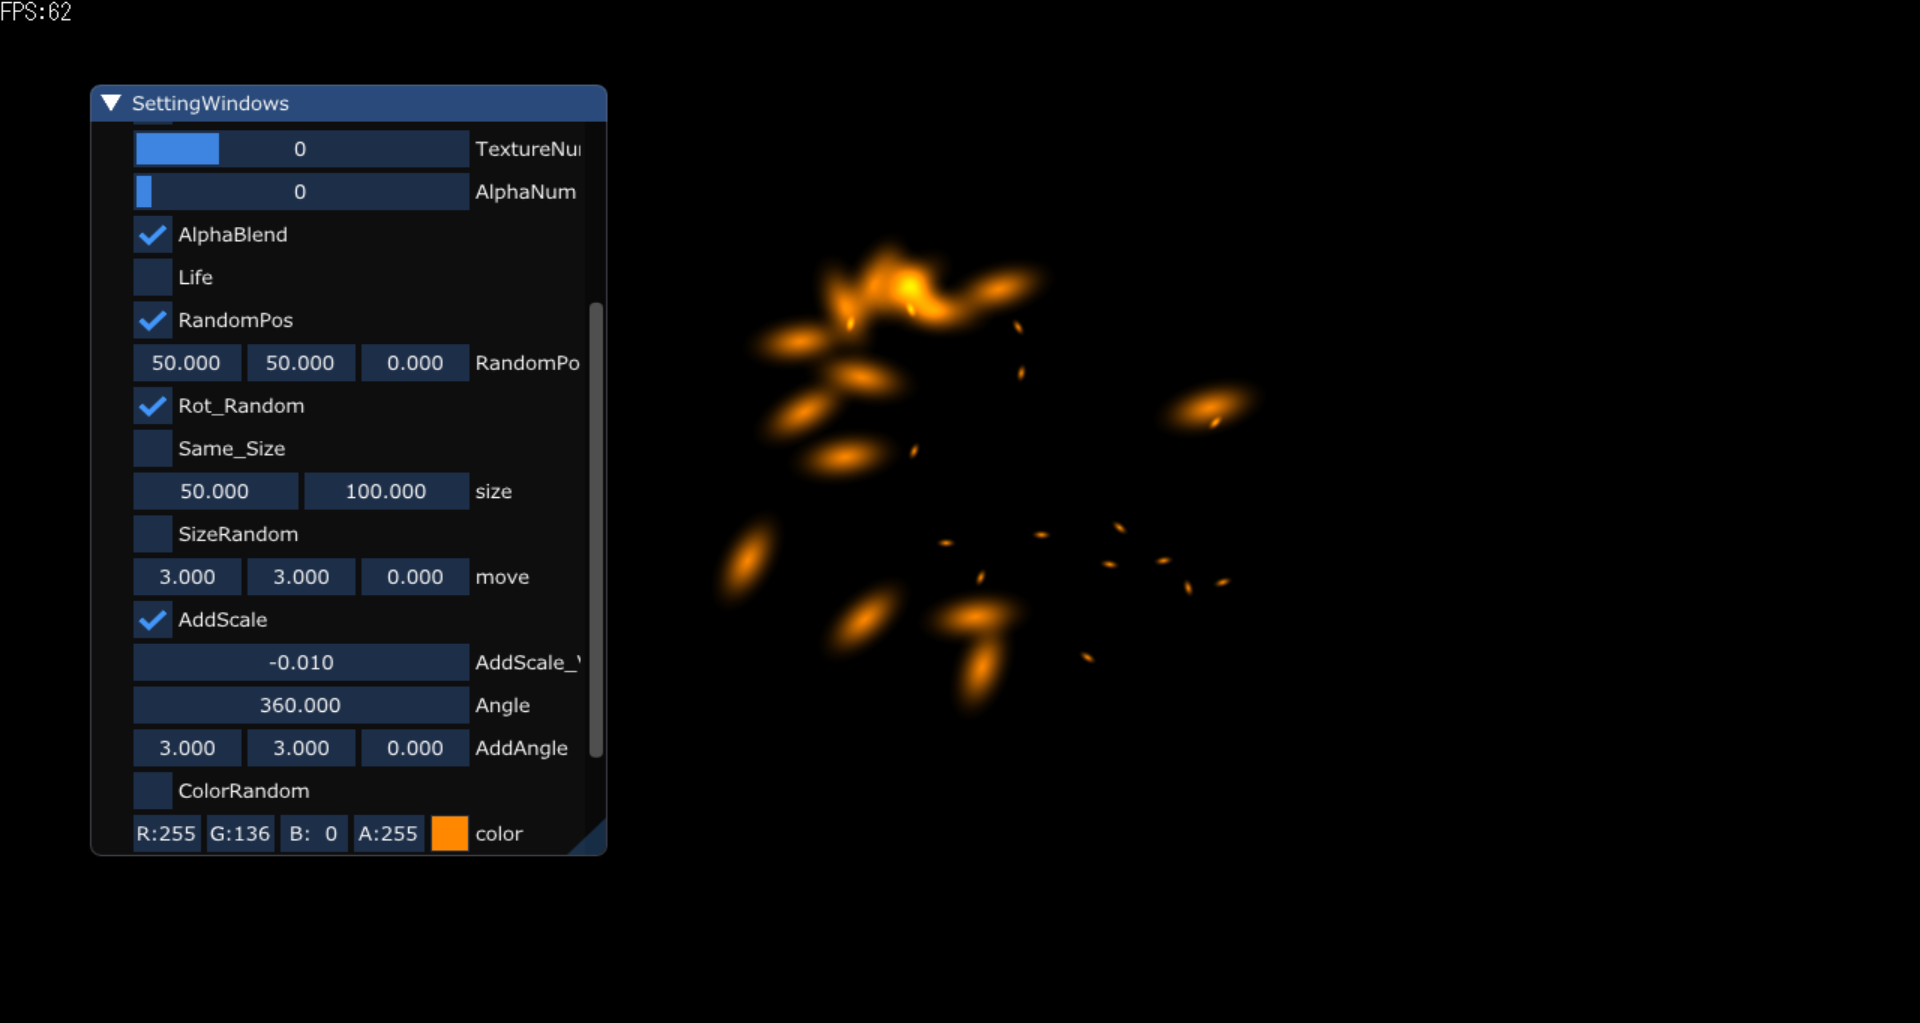 FPS:62
SettingWindows
0 TextureNu
0 AlphaNum
AlphaBlend
Life
RandomPos
50.000 50.000 0.000 RandomPo
Rot_Random
Same_Size
50.000 100.000 size
SizeRandom
3.000 3.000 0.000 move
AddScale
-0.010 AddScale_
360.000 Angle
3.000 3.000 0.000 AddAngle
ColorRandom
R:255 G:136 B: 0 A:255 color